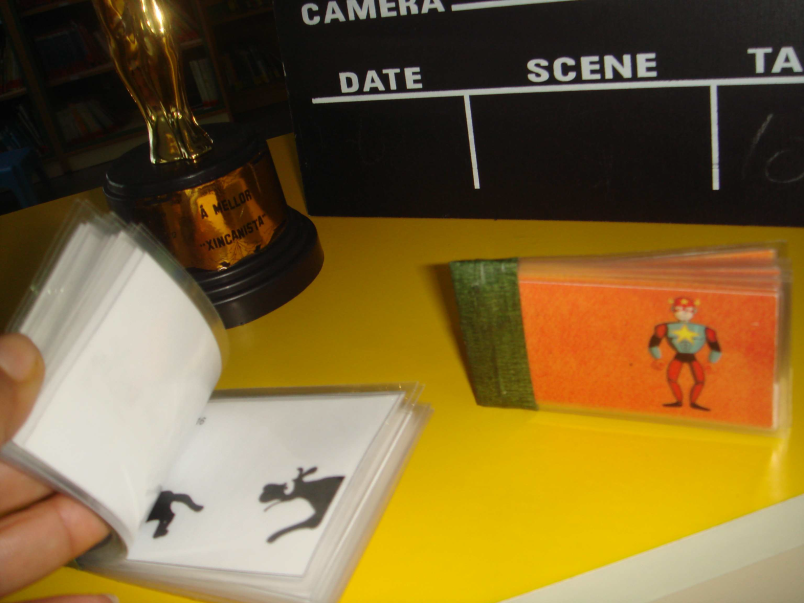 CAMERA
DATE
SCENE
TA
Á MELLOR
"XINCANISTA"